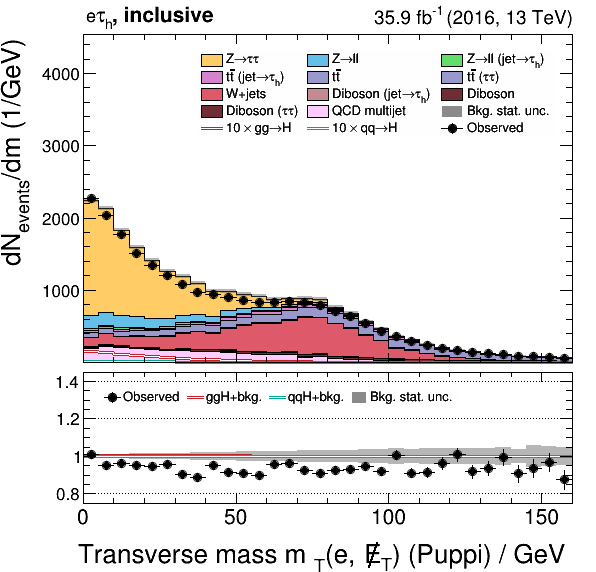 eτh, inclusive 35.9 fb⁻¹ (2016, 13 TeV)
dNevents/dm (1/GeV)
4000
3000
2000
1000
Z→ττ Z→ll Z→ll (jet→τh)
tt̄ (jet→τh) tt̄ tt̄ (ττ)
W+jets Diboson (jet→τh) Diboson
Diboson (ττ) QCD multijet Bkg. stat. unc.
10 × gg→H 10 × qq→H Observed
1.4
1.2
1
0.8
Observed ggH+bkg. qqH+bkg. Bkg. stat. unc.
0 50 100 150
Transverse mass m T(e, E̸T) (Puppi) / GeV